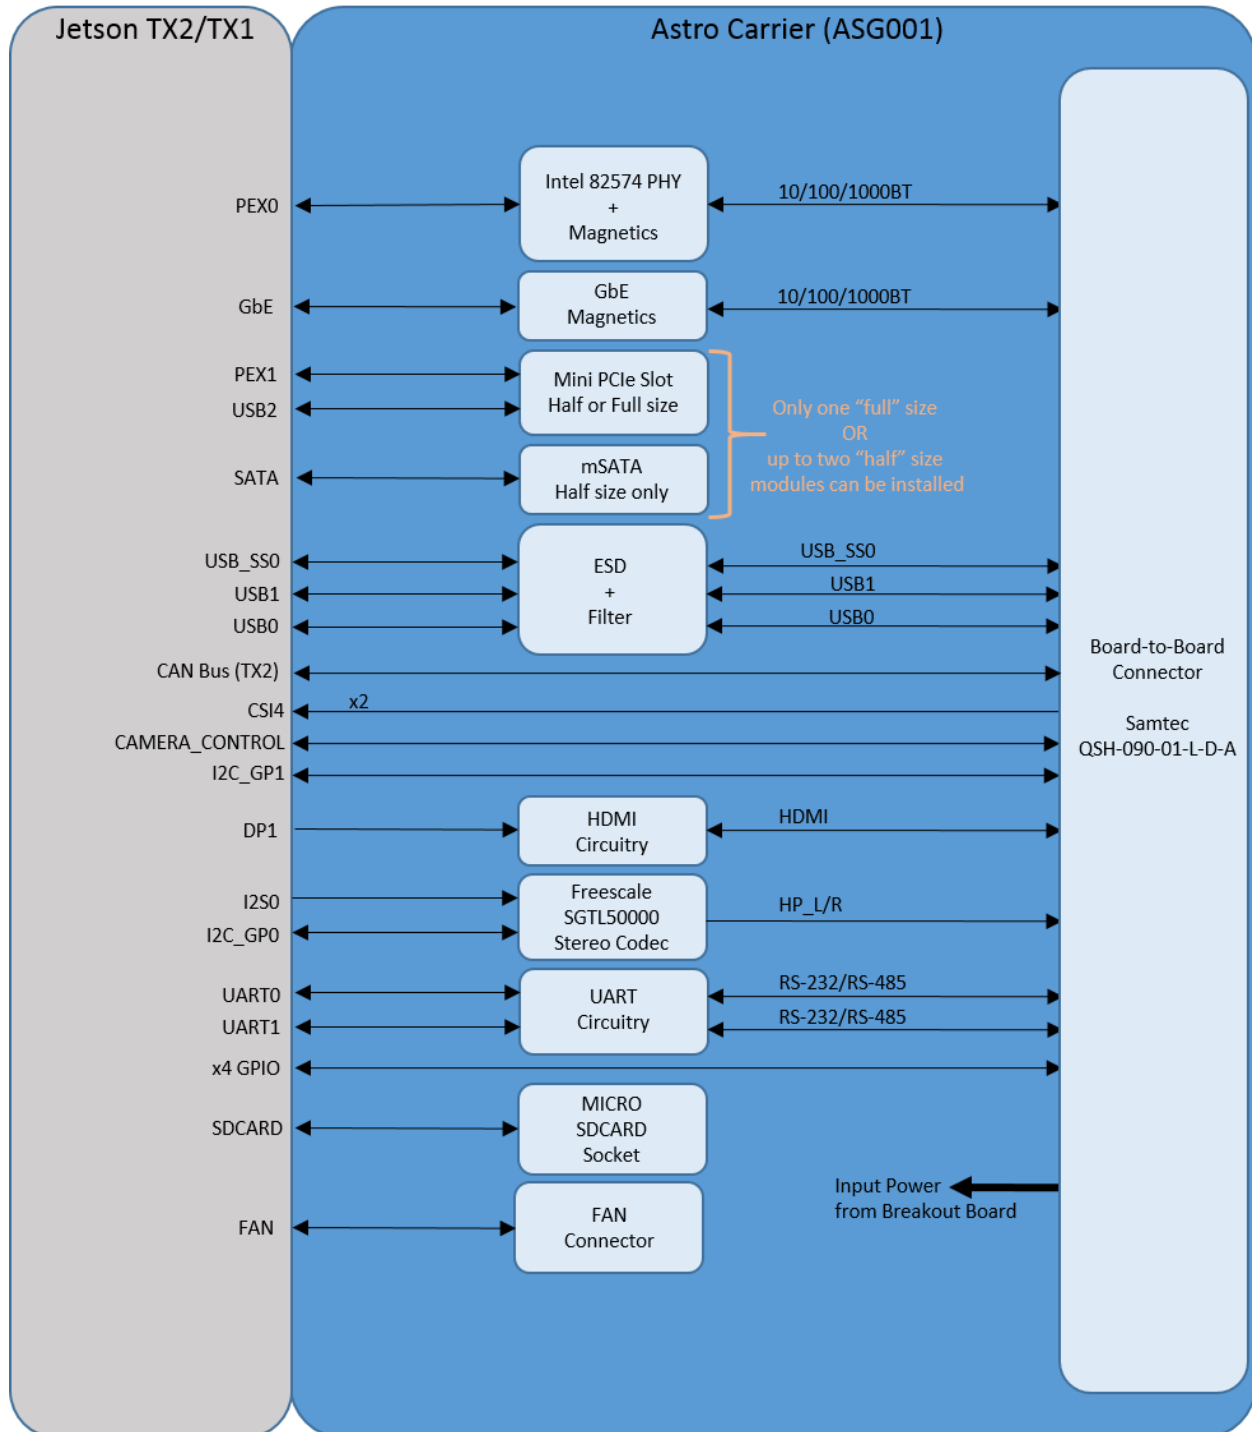 Jetson TX2/TX1
Astro Carrier (ASG001)
PEX0
Intel 82574 PHY
+
Magnetics
10/100/1000BT
GbE
GbE
Magnetics
10/100/1000BT
PEX1
USB2
Mini PCIe Slot
Half or Full size
SATA
mSATA
Half size only
Only one “full” size
OR
up to two “half” size
modules can be installed
USB_SS0
USB1
USB0
ESD
+
Filter
USB_SS0
USB1
USB0
CAN Bus (TX2)
CSI4
x2
CAMERA_CONTROL
I2C_GP1
Board-to-Board
Connector
Samtec
QSH-090-01-L-D-A
DP1
HDMI
Circuitry
HDMI
I2S0
I2C_GP0
Freescale
SGTL50000
Stereo Codec
HP_L/R
UART0
UART1
UART
Circuitry
RS-232/RS-485
RS-232/RS-485
x4 GPIO
SDCARD
MICRO
SDCARD
Socket
Input Power
from Breakout Board
FAN
FAN
Connector